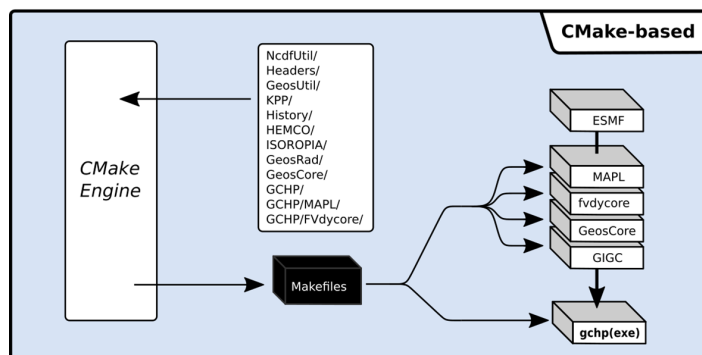 CMake-based
NcdfUtil/
Headers/
GeosUtil/
KPP/
History/
HEMCO/
ISOROPIA/
GeosRad/
GeosCore/
GCHP/
GCHP/MAPL/
GCHP/FVdycore/
CMake
Engine
Makefiles
ESMF
MAPL
fvdycore
GeosCore
GIGC
gchp(exe)